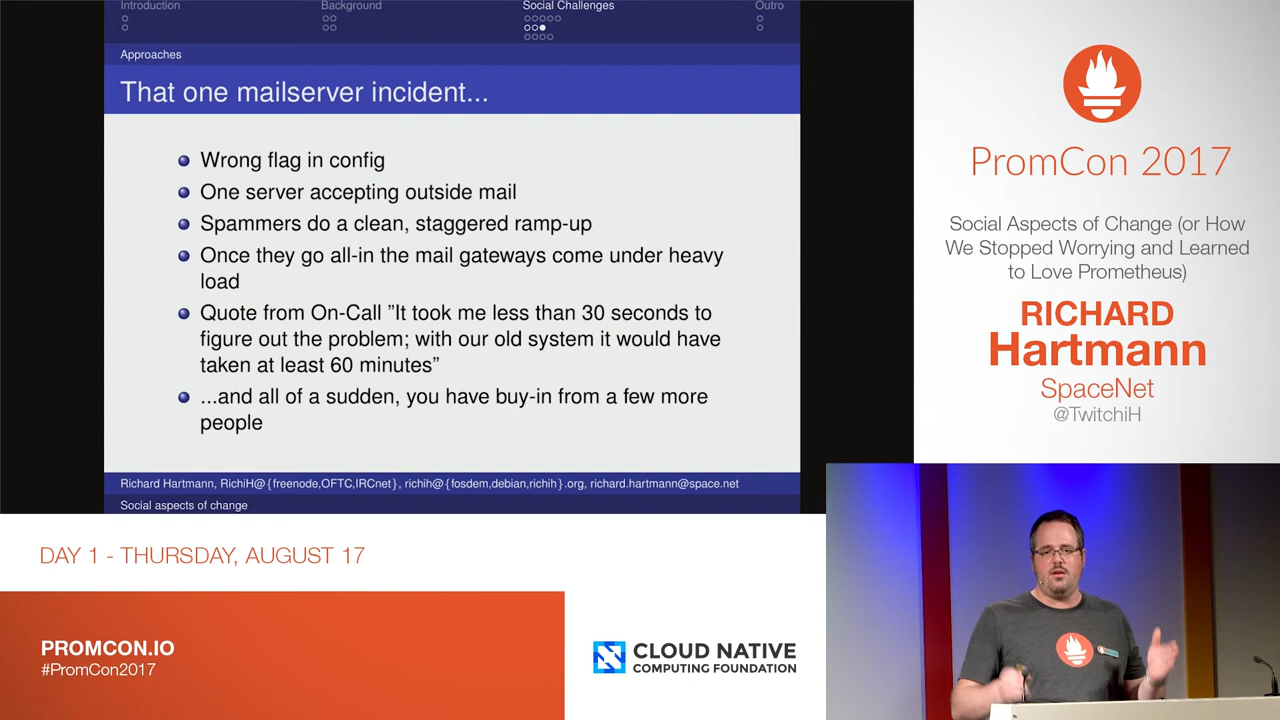 Introduction
Background
Social Challenges
Outro
Approaches
That one mailserver incident...
Wrong flag in config
One server accepting outside mail
Spammers do a clean, staggered ramp-up
Once they go all-in the mail gateways come under heavy
load
Quote from On-Call ”It took me less than 30 seconds to
figure out the problem; with our old system it would have
taken at least 60 minutes”
...and all of a sudden, you have buy-in from a few more
people
Richard Hartmann, RichiH@{freenode,OFTC,IRCnet}, richih@{fosdem,debian,richih}.org, richard.hartmann@space.net
Social aspects of change
PromCon 2017
Social Aspects of Change (or How
We Stopped Worrying and Learned
to Love Prometheus)
RICHARD
Hartmann
SpaceNet
@TwitchiH
DAY 1 - THURSDAY, AUGUST 17
PROMCON.IO
#PromCon2017
CLOUD NATIVE
COMPUTING FOUNDATION